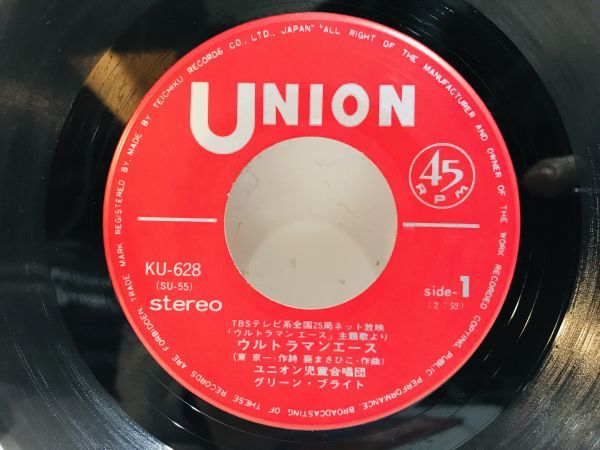 TRADE MARK REGISTERED BY, MADE BY TEICHIKU RECORDS CO., LTD., JAPAN "ALL RIGHT OF THE MANUFACTURER AND OWNER OF THE WORK RECORDED COPYING, PUBLIC PERFORMANCE, BROADCASTING OF THESE RECORDS ARE FORBIDDEN.
UNION
45
RPM
KU-628
(SU-55)
stereo
side-1
(2:52)
TBSテレビ系全国25局ネット放映
「ウルトラマンエース」主題歌より
ウルトラマンエース
(東 京一・作詩 葵まさひこ・作曲)
ユニオン児童合唱団
グリーン・ブライト